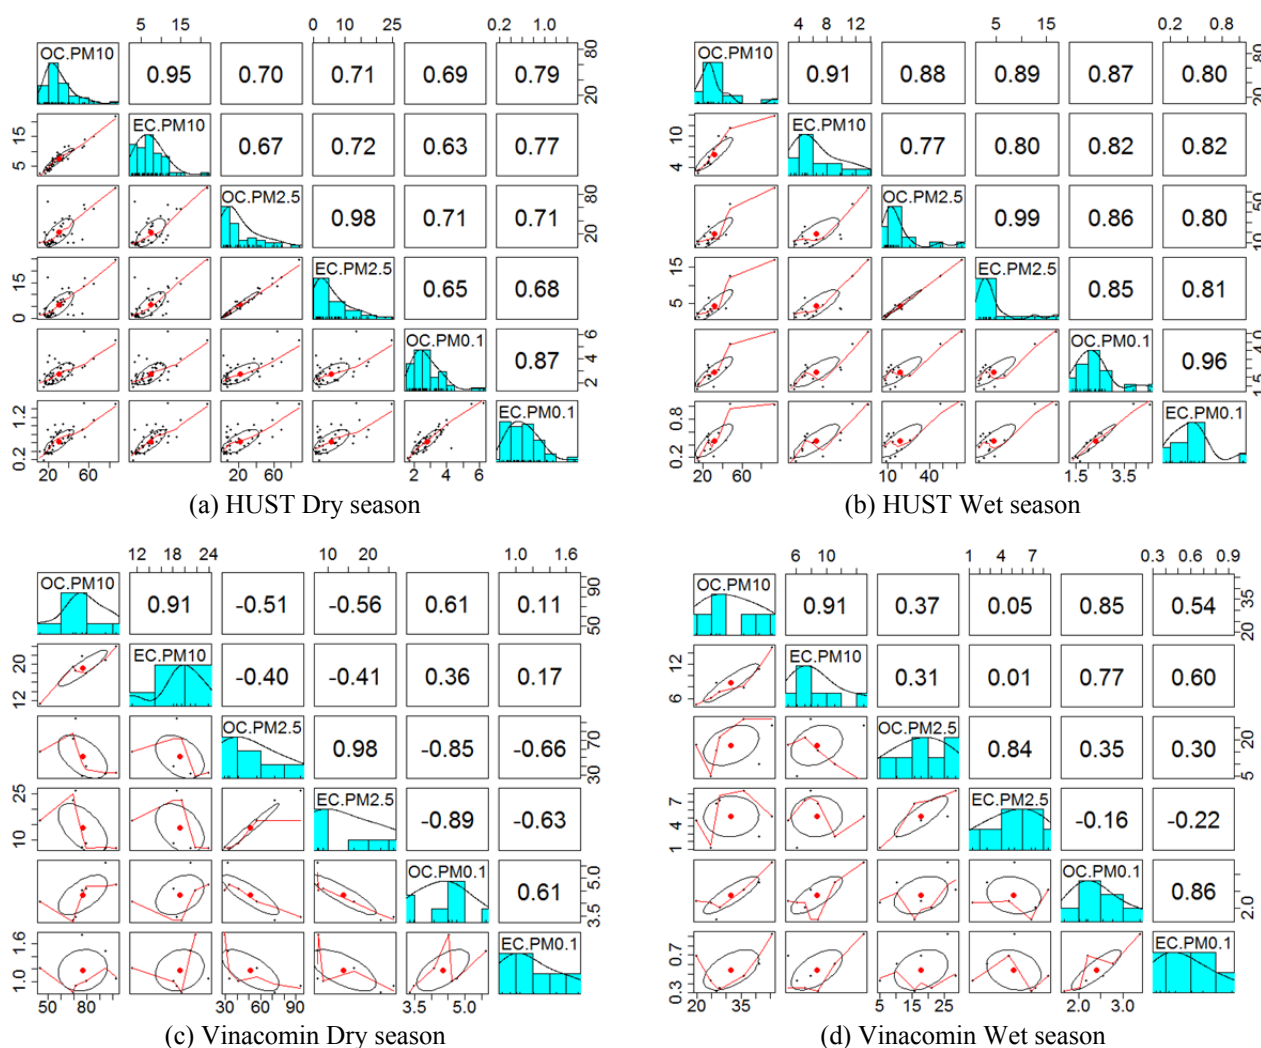 5 15
0 5 15 25
0.2 1.0
4 6 8 12
5 15
0.2 0.8
OC.PM10 0.95 0.70 0.71 0.69 0.79
20 80
OC.PM10 0.91 0.88 0.89 0.87 0.80
20 80
5 15
EC.PM10 0.67 0.72 0.63 0.77
4 10
EC.PM10 0.77 0.80 0.82 0.82
OC.PM2.5 0.98 0.71 0.71
20 80
OC.PM2.5 0.99 0.86 0.80
10 50
0 15
EC.PM2.5 0.65 0.68
5 15
EC.PM2.5 0.85 0.81
OC.PM0.1 0.87
2 4 6
OC.PM0.1 0.96
1.5 4.0
0.2 1.2
EC.PM0.1
0.2 0.8
EC.PM0.1
20 60
20 60
2 4 6
20 60
10 40
1.5 3.5
(a) HUST Dry season
(b) HUST Wet season
12 18 24
10 20
1.0 1.6
6 10
1 4 7
0.3 0.6 0.9
OC.PM10 0.91 -0.51 -0.56 0.61 0.11
50 90
OC.PM10 0.91 0.37 0.05 0.85 0.54
20 35
12 20
EC.PM10 -0.40 -0.41 0.36 0.17
6 12
EC.PM10 0.31 0.01 0.77 0.60
OC.PM2.5 0.98 -0.85 -0.66
30 70
OC.PM2.5 0.84 0.35 0.30
5 20
10 25
EC.PM2.5 -0.89 -0.63
1 4 7
EC.PM2.5 -0.16 -0.22
OC.PM0.1 0.61
3.5 5.0
OC.PM0.1 0.86
2.0
1.0 1.6
EC.PM0.1
0.3 0.7
EC.PM0.1
50 80
30 60 90
3.5 5.0
20 35
5 15 25
2.0 3.0
(c) Vinacomin Dry season
(d) Vinacomin Wet season